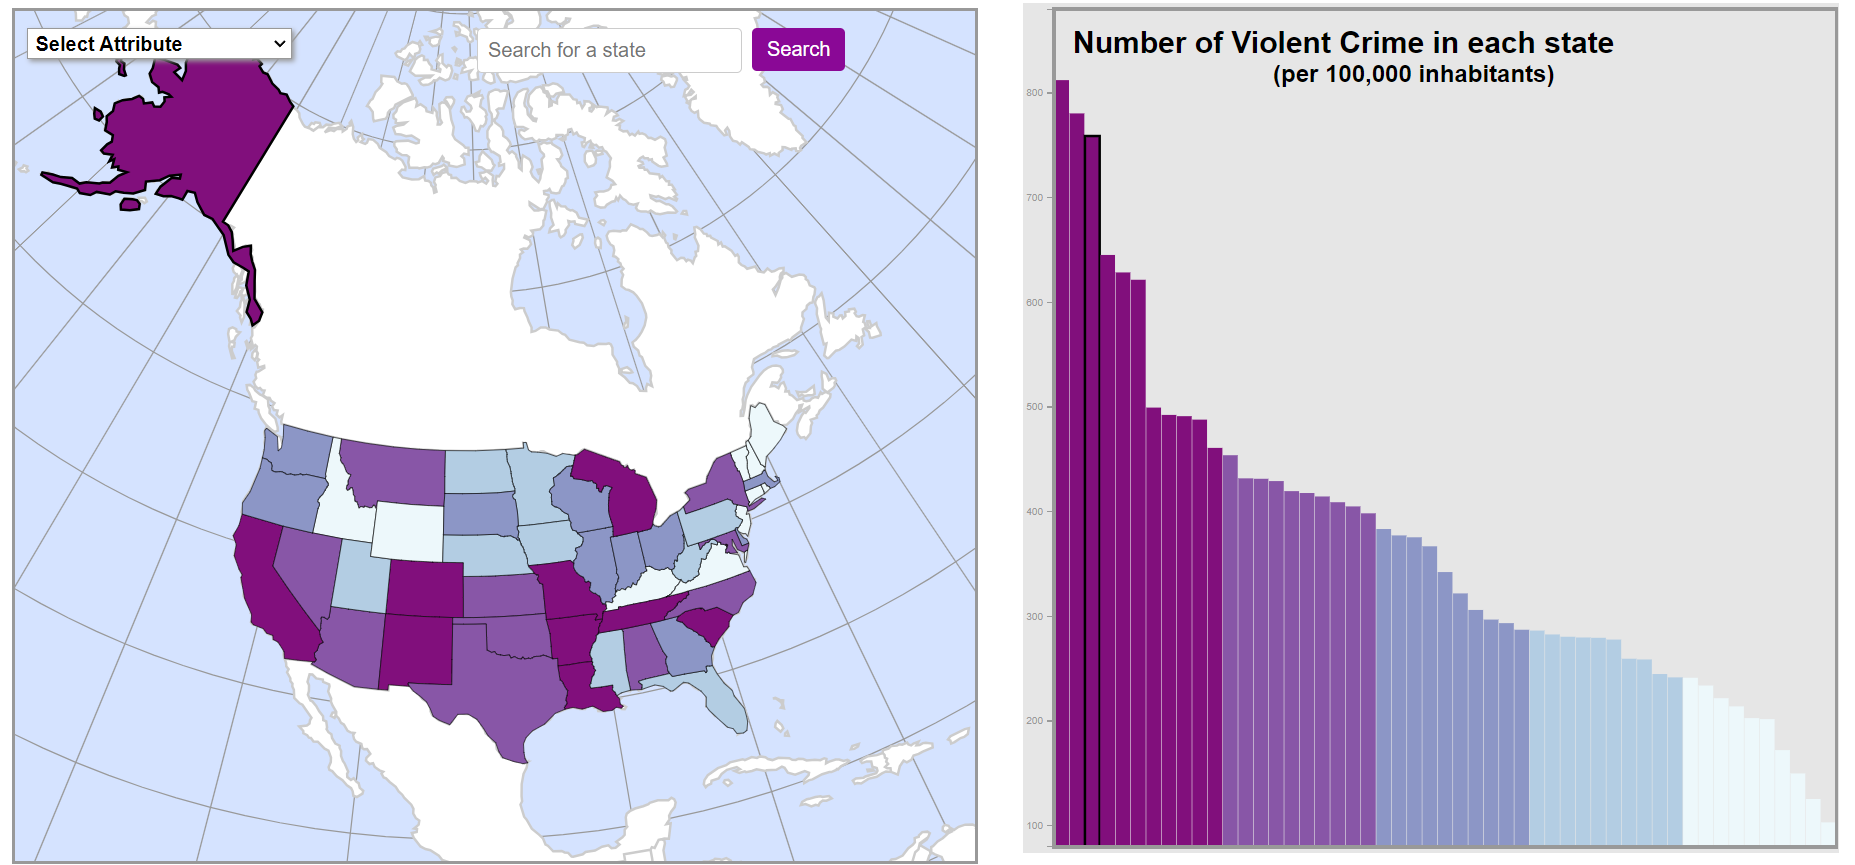 Select Attribute
Search for a state
Search
Number of Violent Crime in each state
(per 100,000 inhabitants)
800
700
600
500
400
300
200
100